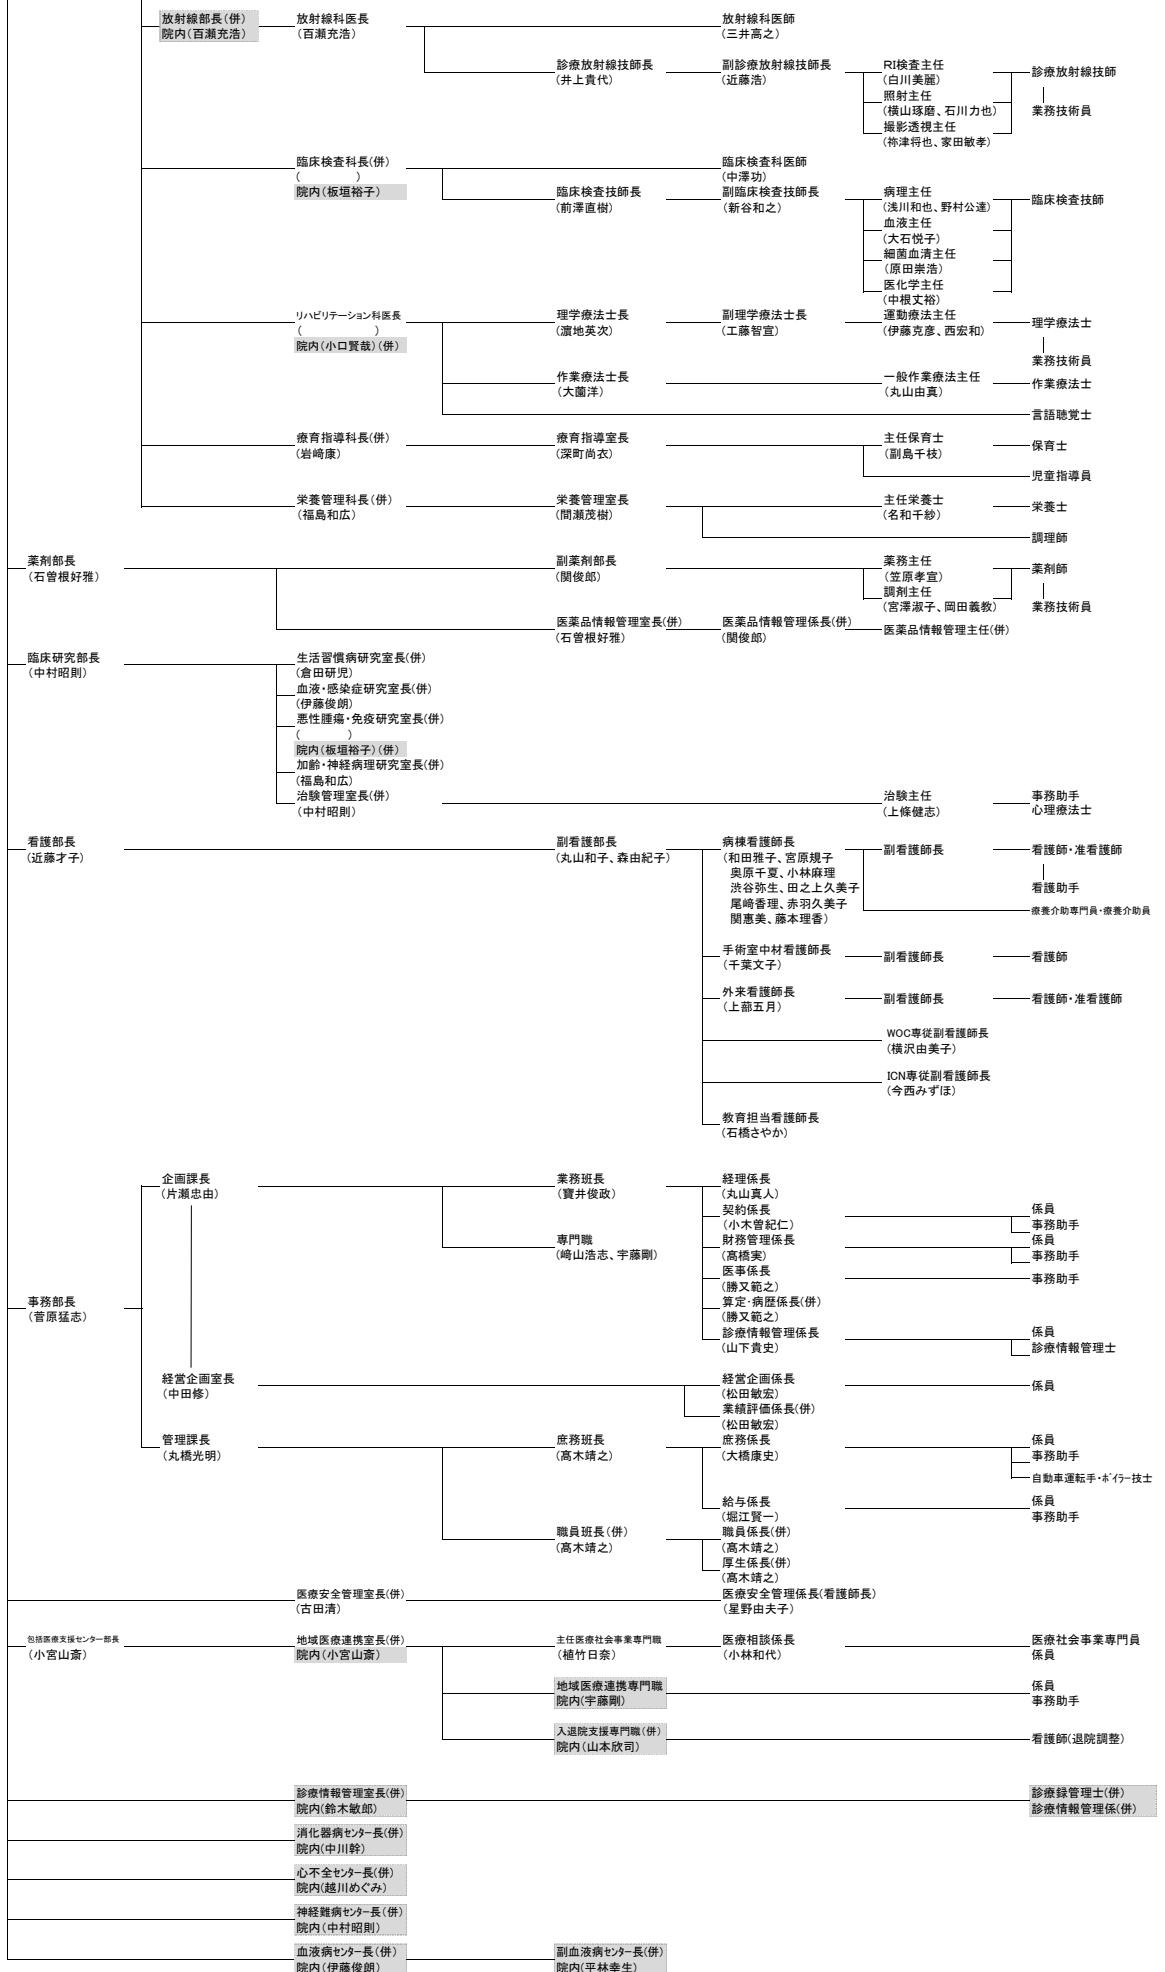 放射線部長(併)
院内(百瀬充浩)
放射線科医長
(百瀬充浩)
放射線科医師
(三井高之)
診療放射線技師長
(井上貴代)
副診療放射線技師長
(近藤浩)
RI検査主任
(白川美麗)
照射主任
(横山琢磨、石川力也)
撮影透視主任
(祢津将也、家田敏孝)
診療放射線技師
業務技術員
臨床検査科長(併)
(　　　　)
院内(板垣裕子)
臨床検査科医師
(中澤功)
臨床検査技師長
(前澤直樹)
副臨床検査技師長
(新谷和之)
病理主任
(浅川和也、野村公達)
血液主任
(大石悦子)
細菌血清主任
(原田崇浩)
医化学主任
(中根丈裕)
臨床検査技師
リハビリテーション科医長
(　　　　)
院内(小口賢哉)(併)
理学療法士長
(濵地英次)
副理学療法士長
(工藤智宣)
運動療法主任
(伊藤克彦、西宏和)
理学療法士
業務技術員
作業療法士長
(大薗洋)
一般作業療法主任
(丸山由真)
作業療法士
言語聴覚士
療育指導科長(併)
(岩﨑康)
療育指導室長
(深町尚衣)
主任保育士
(副島千枝)
保育士
児童指導員
栄養管理科長(併)
(福島和広)
栄養管理室長
(間瀬茂樹)
主任栄養士
(名和千紗)
栄養士
調理師
薬剤部長
(石曽根好雅)
副薬剤部長
(関俊郎)
薬務主任
(笠原孝宣)
調剤主任
(宮澤淑子、岡田義教)
薬剤師
業務技術員
医薬品情報管理室長(併)
(石曽根好雅)
医薬品情報管理係長(併)
(関俊郎)
医薬品情報管理主任(併)
臨床研究部長
(中村昭則)
生活習慣病研究室長(併)
(倉田研児)
血液・感染症研究室長(併)
(伊藤俊朗)
悪性腫瘍・免疫研究室長(併)
(　　　　)
院内(板垣裕子)(併)
加齢・神経病理研究室長(併)
(福島和広)
治験管理室長(併)
(中村昭則)
治験主任
(上條健志)
事務助手
心理療法士
看護部長
(近藤才子)
副看護部長
(丸山和子、森由紀子)
病棟看護師長
(和田雅子、宮原規子
奥原千夏、小林麻理
渋谷弥生、田之上久美子
尾﨑香理、赤羽久美子
関恵美、藤本理香)
副看護師長
看護師・准看護師
看護助手
療養介助専門員・療養介助員
手術室中材看護師長
(千葉文子)
副看護師長
看護師
外来看護師長
(上蔀五月)
副看護師長
看護師・准看護師
WOC専従副看護師長
(横沢由美子)
ICN専従副看護師長
(今西みずほ)
教育担当看護師長
(石橋さやか)
企画課長
(片瀬忠由)
業務班長
(寶井俊政)
経理係長
(丸山真人)
契約係長
(小木曽紀仁)
係員
事務助手
専門職
(﨑山浩志、宇藤剛)
財務管理係長
(髙橋実)
係員
事務助手
医事係長
(勝又範之)
事務助手
事務部長
(菅原猛志)
算定・病歴係長(併)
(勝又範之)
診療情報管理係長
(山下貴史)
係員
診療情報管理士
経営企画室長
(中田修)
経営企画係長
(松田敏宏)
係員
業績評価係長(併)
(松田敏宏)
管理課長
(丸橋光明)
庶務班長
(髙木靖之)
庶務係長
(大橋康史)
係員
事務助手
自動車運転手・ボイラー技士
給与係長
(堀江賢一)
係員
事務助手
職員班長(併)
(髙木靖之)
職員係長(併)
(髙木靖之)
厚生係長(併)
(髙木靖之)
医療安全管理室長(併)
(古田清)
医療安全管理係長(看護師長)
(星野由夫子)
包括医療支援センター部長
(小宮山斎)
地域医療連携室長(併)
院内(小宮山斎)
主任医療社会事業専門職
(植竹日奈)
医療相談係長
(小林和代)
医療社会事業専門員
係員
地域医療連携専門職
院内(宇藤剛)
係員
事務助手
入退院支援専門職(併)
院内(山本欣司)
看護師(退院調整)
診療情報管理室長(併)
院内(鈴木敏郎)
診療録管理士(併)
診療情報管理係(併)
消化器病センター長(併)
院内(中川幹)
心不全センター長(併)
院内(越川めぐみ)
神経難病センター長(併)
院内(中村昭則)
血液病センター長(併)
院内(伊藤俊朗)
副血液病センター長(併)
院内(平林幸生)